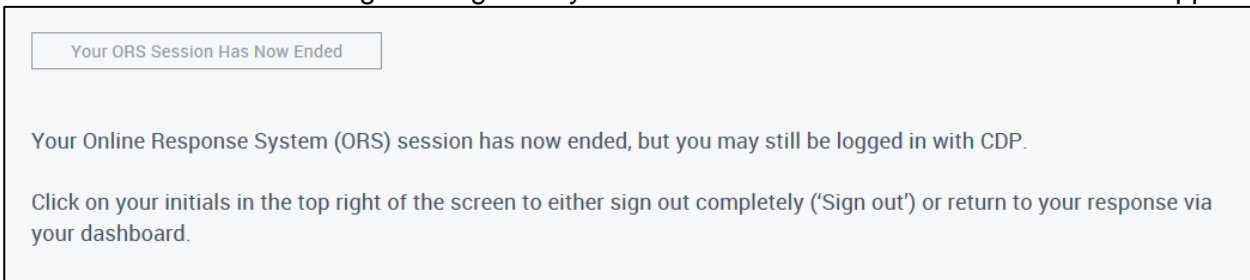 Your ORS Session Has Now Ended
Your Online Response System (ORS) session has now ended, but you may still be logged in with CDP.
Click on your initials in the top right of the screen to either sign out completely (‘Sign out’) or return to your response via
your dashboard.